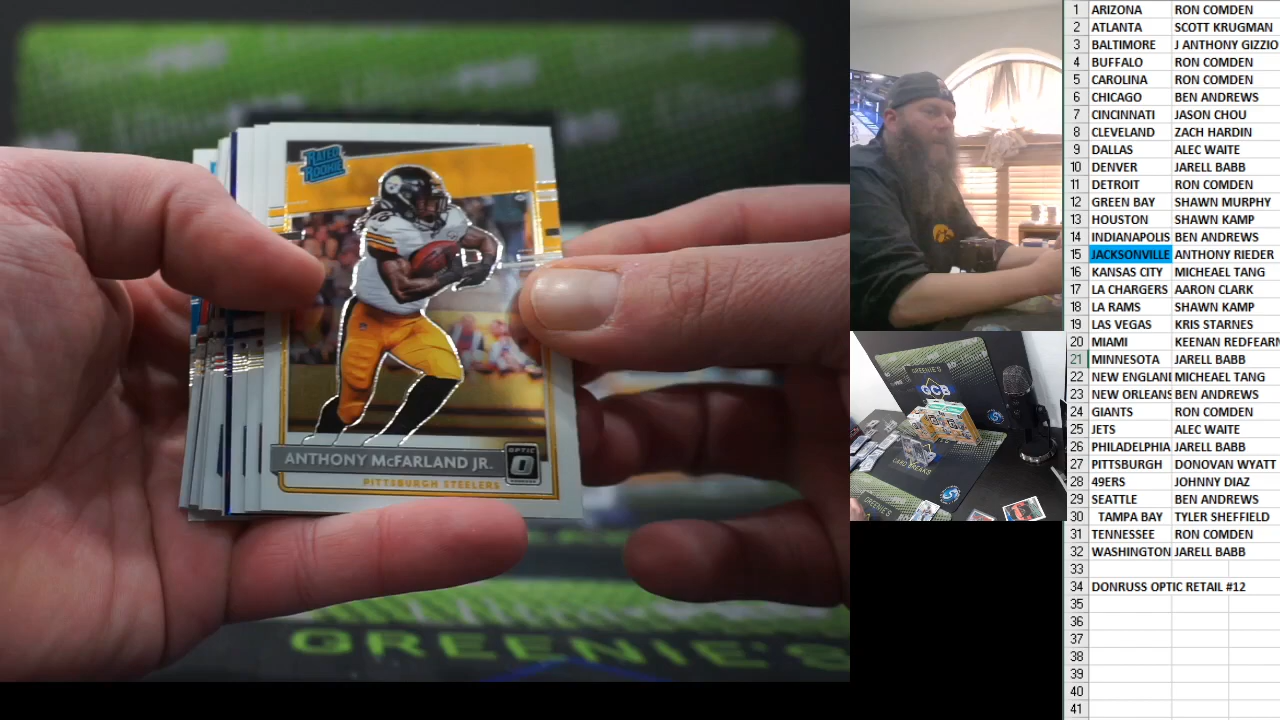 RATED
ROOKIE
ANTHONY McFARLAND JR.
PITTSBURGH STEELERS
OPTIC
GREENIE'S
GREENIE'S
GCB
CARD BREAKS
1 ARIZONA RON COMDEN
2 ATLANTA SCOTT KRUGMAN
3 BALTIMORE J ANTHONY GIZZIO
4 BUFFALO RON COMDEN
5 CAROLINA RON COMDEN
6 CHICAGO BEN ANDREWS
7 CINCINNATI JASON CHOU
8 CLEVELAND ZACH HARDIN
9 DALLAS ALEC WAITE
10 DENVER JARELL BABB
11 DETROIT RON COMDEN
12 GREEN BAY SHAWN MURPHY
13 HOUSTON SHAWN KAMP
14 INDIANAPOLIS BEN ANDREWS
15 JACKSONVILLE ANTHONY RIEDER
16 KANSAS CITY MICHEAEL TANG
17 LA CHARGERS AARON CLARK
18 LA RAMS SHAWN KAMP
19 LAS VEGAS KRIS STARNES
20 MIAMI KEENAN REDFEARN
21 MINNESOTA JARELL BABB
22 NEW ENGLAND MICHEAEL TANG
23 NEW ORLEANS BEN ANDREWS
24 GIANTS RON COMDEN
25 JETS ALEC WAITE
26 PHILADELPHIA JARELL BABB
27 PITTSBURGH DONOVAN WYATT
28 49ERS JOHNNY DIAZ
29 SEATTLE BEN ANDREWS
30 TAMPA BAY TYLER SHEFFIELD
31 TENNESSEE RON COMDEN
32 WASHINGTON JARELL BABB
33
34 DONRUSS OPTIC RETAIL #12
35
36
37
38
39
40
41